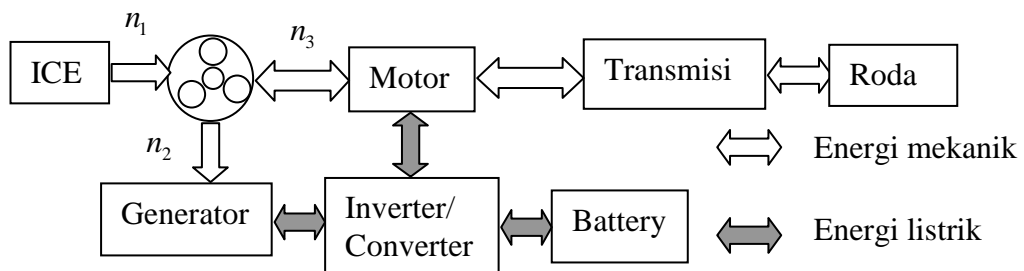 n1
n3
ICE
Motor
Transmisi
Roda
n2
Energi mekanik
Generator
Inverter/
Converter
Battery
Energi listrik